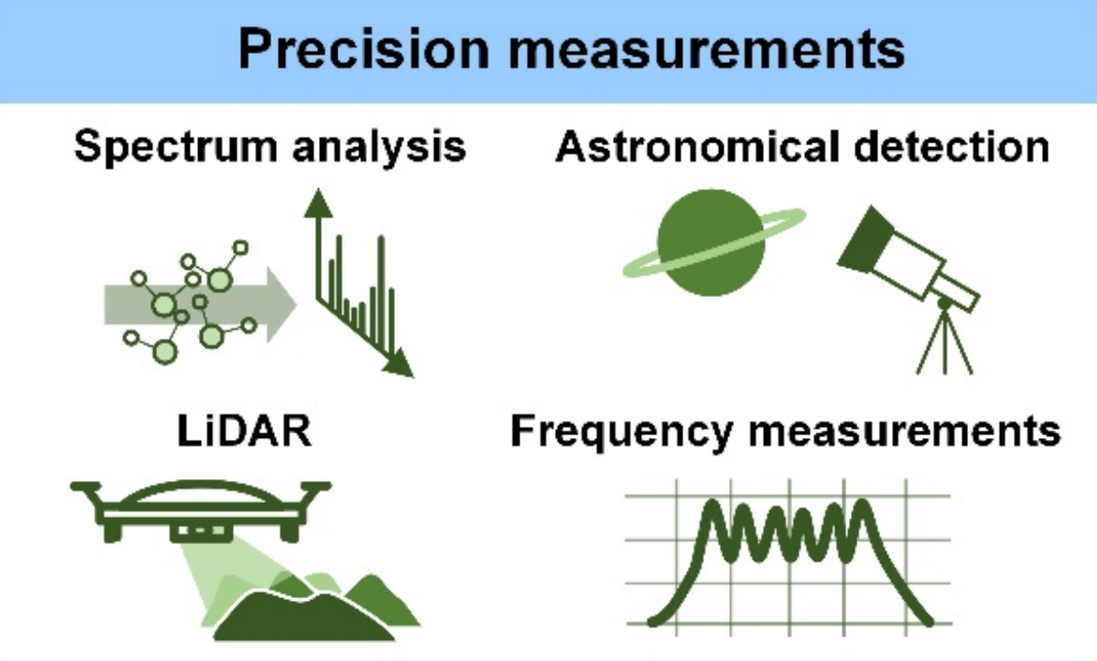 Precision measurements
Spectrum analysis
Astronomical detection
LiDAR
Frequency measurements